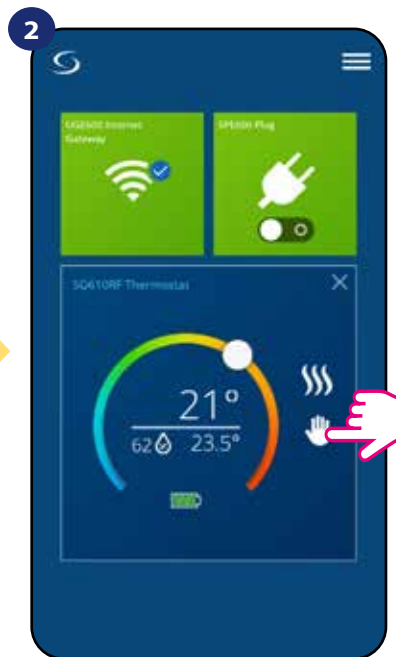 2
UGE600 Internet
Gateway
SPE600 Plug
SQ610RF Thermostat
21°
62 23.5°